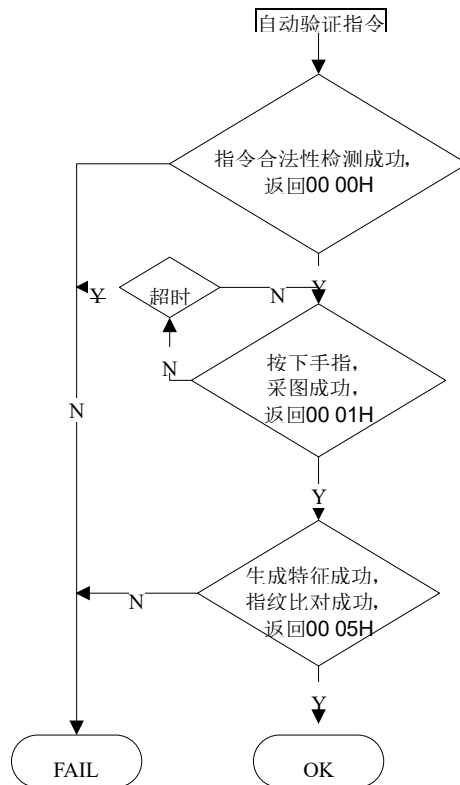 自动验证指令
指令合法性检测成功,
返回00 00H
Y
超时
N
Y
按下手指,
采图成功,
返回00 01H
N
N
Y
生成特征成功,
指纹比对成功,
返回00 05H
N
Y
FAIL
OK